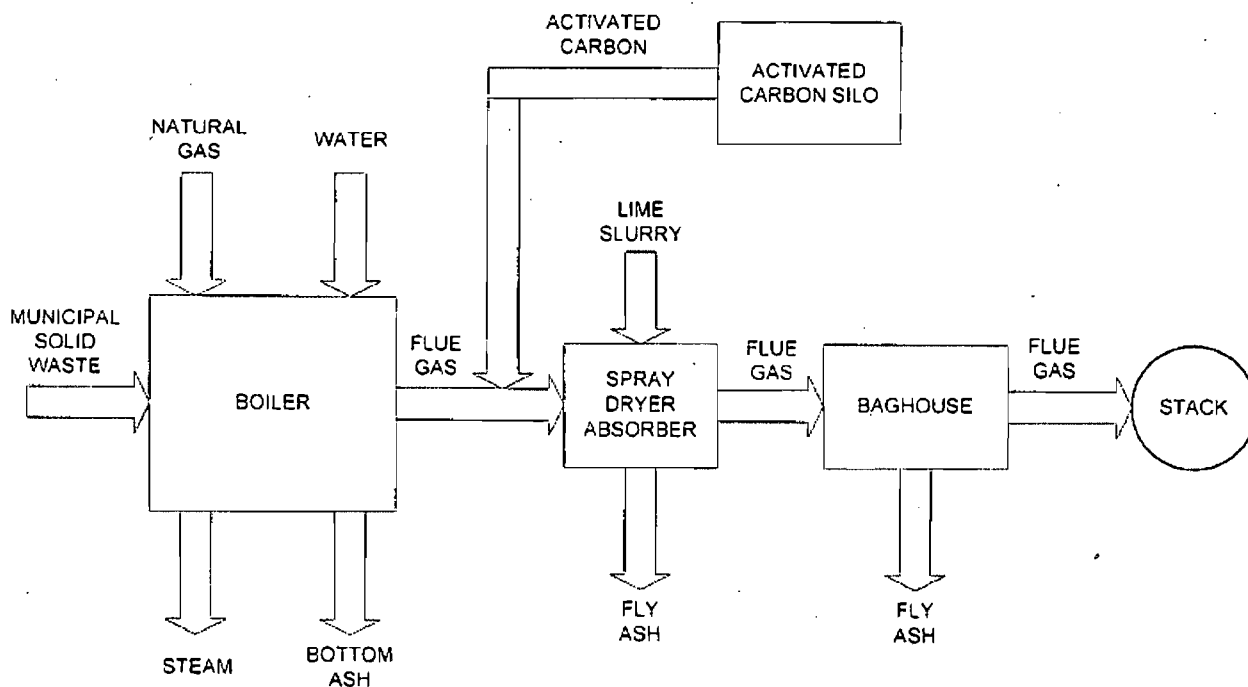 ACTIVATED
CARBON
ACTIVATED
CARBON SILO
NATURAL
GAS
WATER
LIME
SLURRY
MUNICIPAL
SOLID
WASTE
BOILER
FLUE
GAS
SPRAY
DRYER
ABSORBER
FLUE
GAS
BAGHOUSE
FLUE
GAS
STACK
STEAM
BOTTOM
ASH
FLY
ASH
FLY
ASH